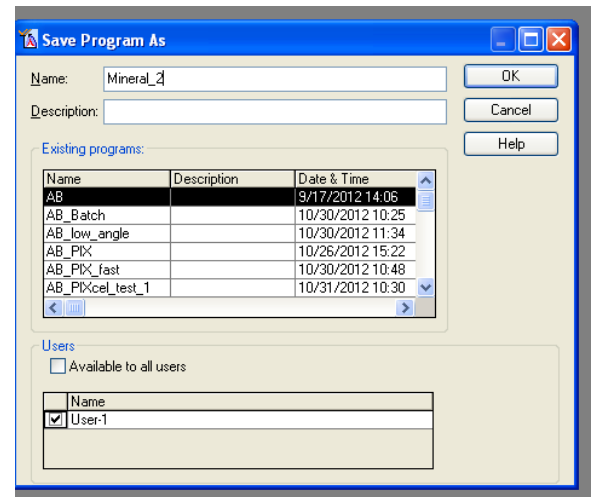 Save Program As
Name: Mineral_2 OK
Description: Cancel
Help
Existing programs:
Name Description Date & Time
AB 9/17/2012 14:06
AB_Batch 10/30/2012 10:25
AB_low_angle 10/30/2012 11:34
AB_PIX 10/26/2012 15:22
AB_PIX_fast 10/30/2012 10:48
AB_PIXcel_test_1 10/31/2012 10:30
Users
Available to all users
Name
User-1